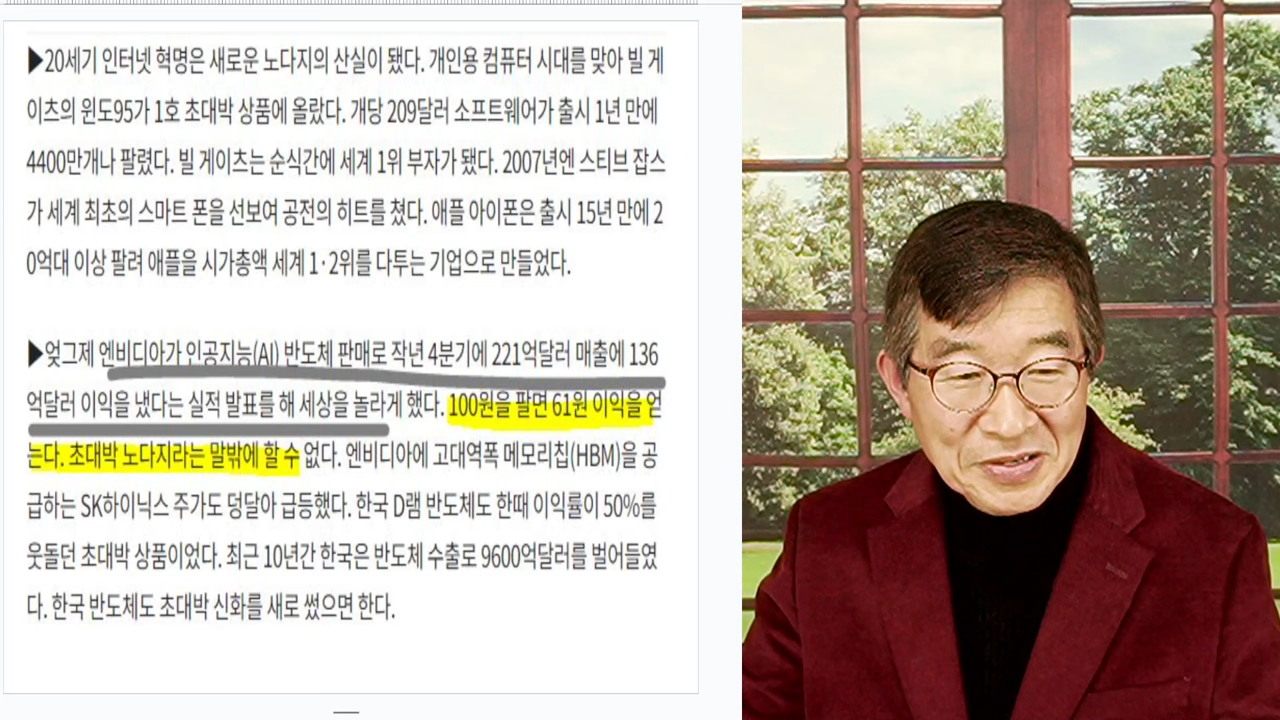 ▶20세기 인터넷 혁명은 새로운 노다지의 산실이 됐다. 개인용 컴퓨터 시대를 맞아 빌 게
이츠의 윈도95가 1호 초대박 상품에 올랐다. 개당 209달러 소프트웨어가 출시 1년 만에
4400만개나 팔렸다. 빌 게이츠는 순식간에 세계 1위 부자가 됐다. 2007년엔 스티브 잡스
가 세계 최초의 스마트 폰을 선보여 공전의 히트를 쳤다. 애플 아이폰은 출시 15년 만에 2
0억대 이상 팔려 애플을 시가총액 세계 1·2위를 다투는 기업으로 만들었다.
▶엊그제 엔비디아가 인공지능(AI) 반도체 판매로 작년 4분기에 221억달러 매출에 136
억달러 이익을 냈다는 실적 발표를 해 세상을 놀라게 했다. 100원을 팔면 61원 이익을 얻
는다. 초대박 노다지라는 말밖에 할 수 없다. 엔비디아에 고대역폭 메모리칩(HBM)을 공
급하는 SK하이닉스 주가도 덩달아 급등했다. 한국 D램 반도체도 한때 이익률이 50%를
웃돌던 초대박 상품이었다. 최근 10년간 한국은 반도체 수출로 9600억달러를 벌어들였
다. 한국 반도체도 초대박 신화를 새로 썼으면 한다.